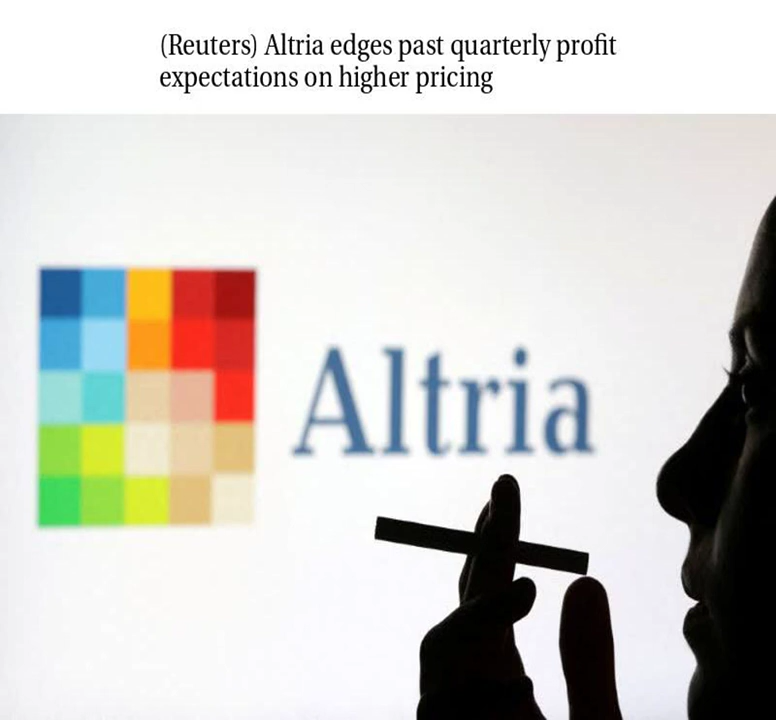 (Reuters) Altria edges past quarterly profit
expectations on higher pricing
Altria